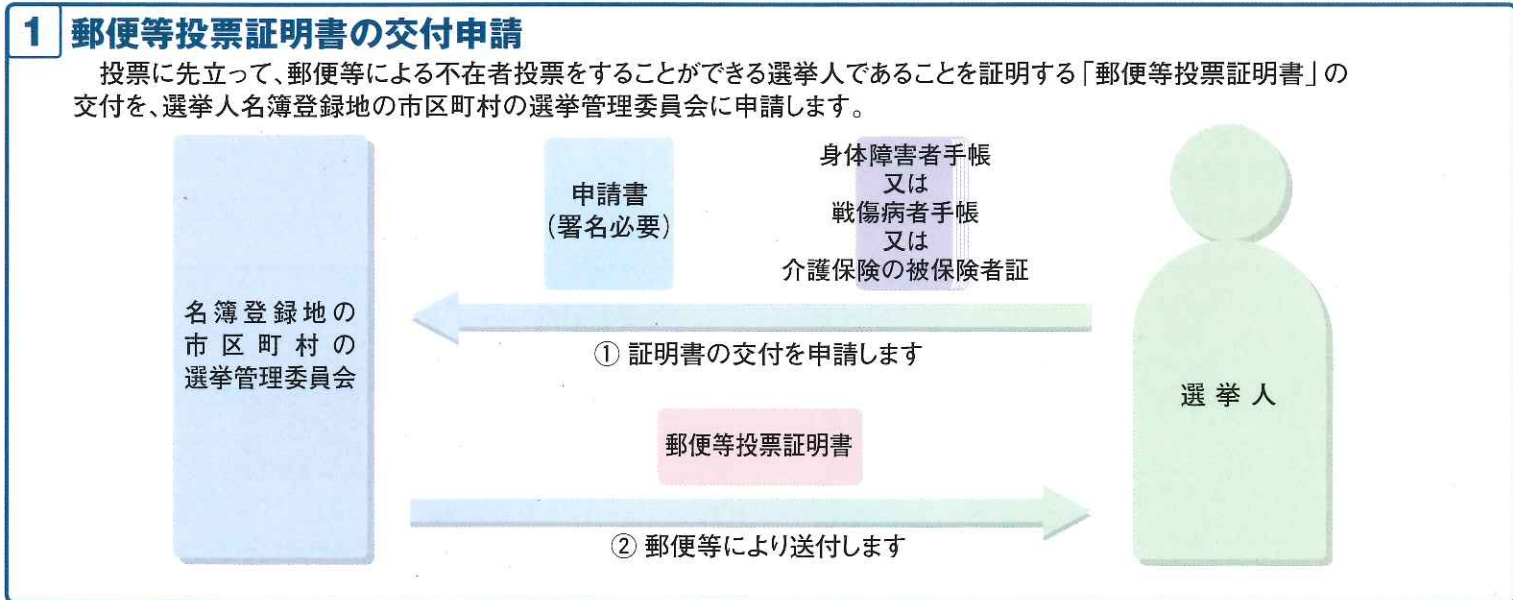 1 郵便等投票証明書の交付申請
投票に先立って、郵便等による不在者投票をすることができる選挙人であることを証明する「郵便等投票証明書」の
交付を、選挙人名簿登録地の市区町村の選挙管理委員会に申請します。
申請書
(署名必要)
身体障害者手帳
又は
戦傷病者手帳
又は
介護保険の被保険者証
名簿登録地の
市区町村の
選挙管理委員会
① 証明書の交付を申請します
選挙人
郵便等投票証明書
② 郵便等により送付します